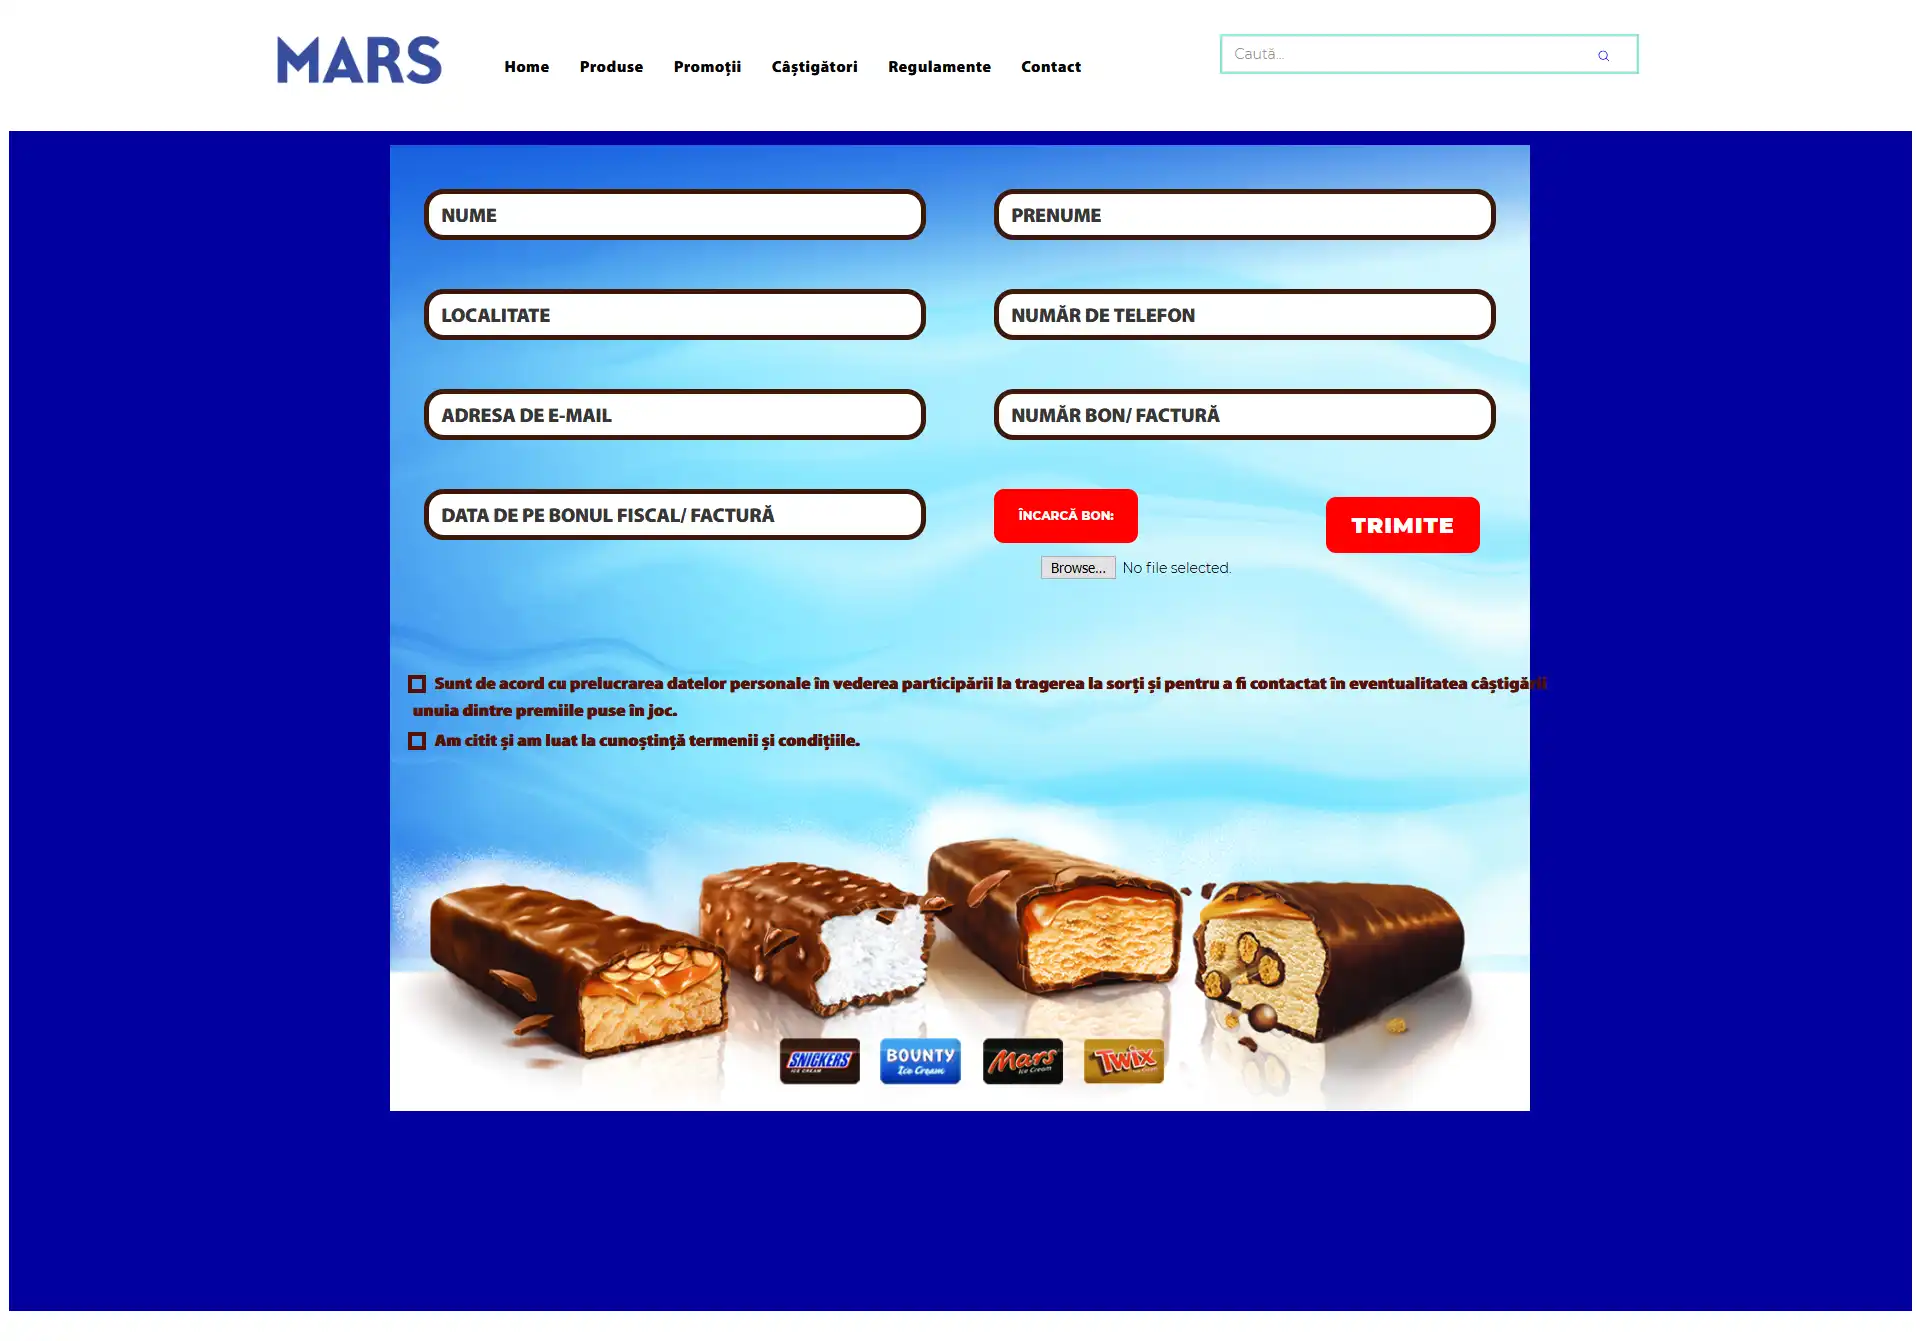 MARS
Home
Produse
Promoții
Câștigători
Regulamente
Contact
Caută...
NUME
PRENUME
LOCALITATE
NUMĂR DE TELEFON
ADRESA DE E-MAIL
NUMĂR BON/ FACTURĂ
DATA DE PE BONUL FISCAL/ FACTURĂ
ÎNCARCĂ BON:
TRIMITE
Browse... No file selected.
Sunt de acord cu prelucrarea datelor personale în vederea participării la tragerea la sorți și pentru a fi contactat în eventualitatea câștigării
unuia dintre premiile puse în joc.
Am citit și am luat la cunoștință termenii și condițiile.
SNICKERS
ICE CREAM
BOUNTY
Ice Cream
Mars
Ice Cream
Twix